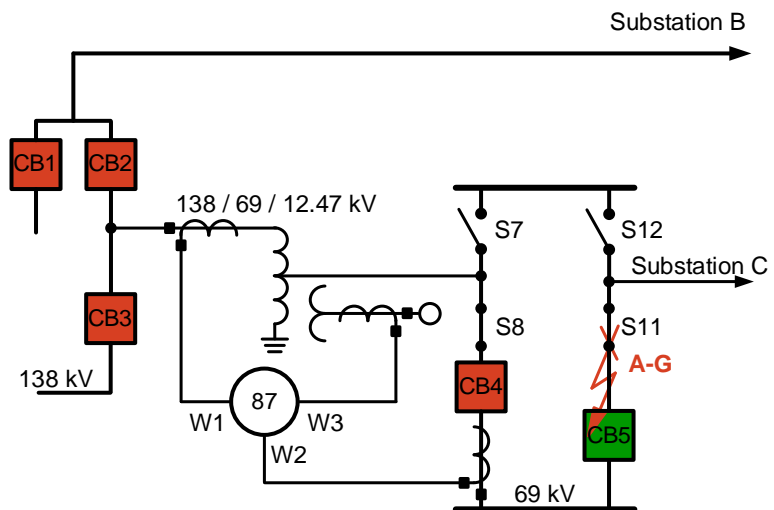 Substation B
CB1
CB2
138 / 69 / 12.47 kV
S7
S12
Substation C
CB3
S8
S11
A-G
138 kV
CB4
87
W1
W3
CB5
W2
69 kV